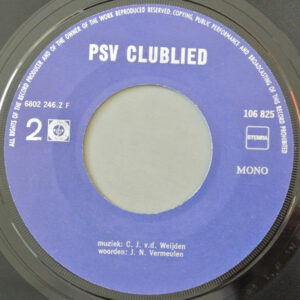 ALL RIGHTS OF THE RECORD PRODUCER AND OF THE OWNER OF THE WORK REPRODUCED RESERVED. COPYING, PUBLIC PERFORMANCE AND BROADCASTING OF THIS RECORD PROHIBITED
PSV CLUBLIED
6802 246.2 F
106 825
2
STEMRA
MONO
muziek: C. J. v.d. Weijden
woorden: J. N. Vermeulen